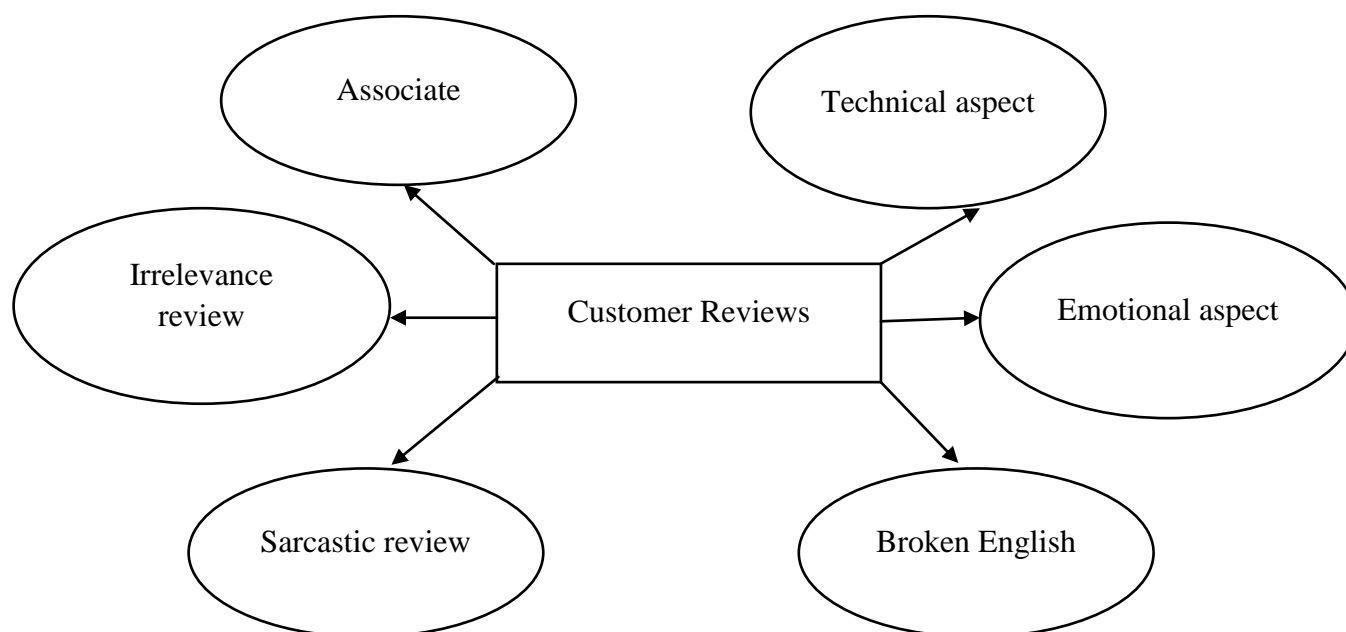 Associate
Technical aspect
Irrelevance
review
Customer Reviews
Emotional aspect
Sarcastic review
Broken English